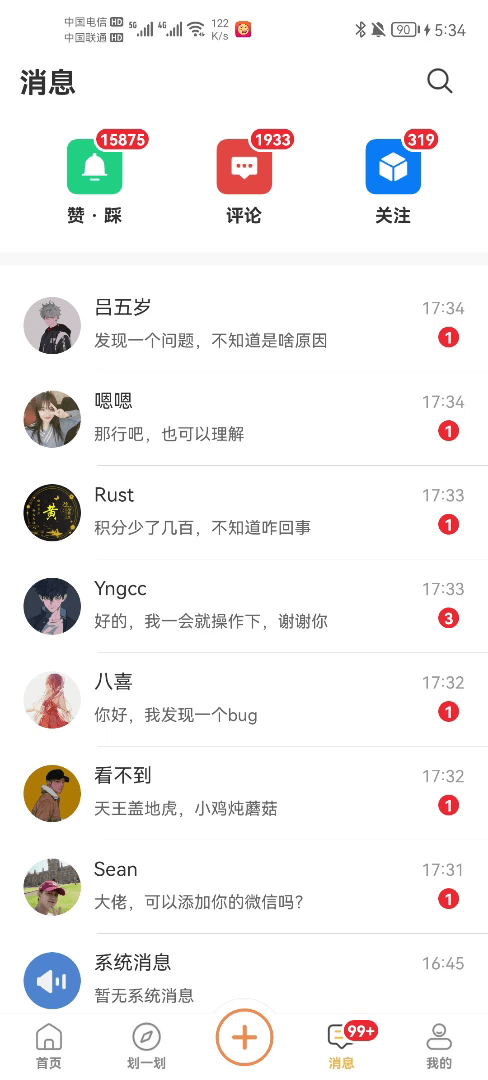 中国电信 HD 5G 4G 122 90 5:34
中国联通 HD K/s
消息
15875 1933 319
赞·踩 评论 关注
吕五岁 17:34
发现一个问题，不知道是啥原因 1
嗯嗯 17:34
那行吧，也可以理解 1
黄
Rust 17:33
积分少了几百，不知道咋回事 1
Yngcc 17:33
好的，我一会就操作下，谢谢你 3
八喜 17:32
你好，我发现一个bug 1
看不到 17:32
天王盖地虎，小鸡炖蘑菇 1
Sean 17:31
大佬，可以添加你的微信吗? 1
系统消息 16:45
暂无系统消息
99+
首页 划一划 消息 我的